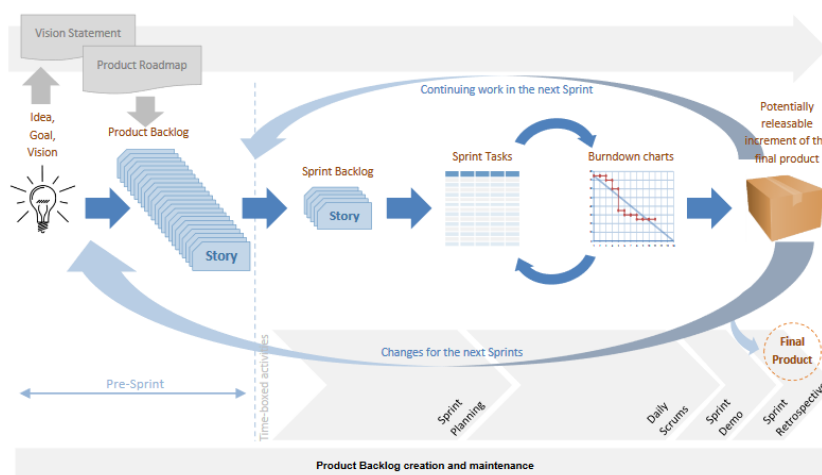 Vision Statement
Product Roadmap
Idea,
Goal,
Vision
Product Backlog
Story
Sprint Backlog
Story
Continuing work in the next Sprint
Sprint Tasks
Burndown charts
Potentially
releasable
increment of the
final product
Changes for the next Sprints
Final
Product
Pre-Sprint
Time-boxed activities
Sprint
Planning
Daily
Scrums
Sprint
Demo
Sprint
Retrospective
Product Backlog creation and maintenance